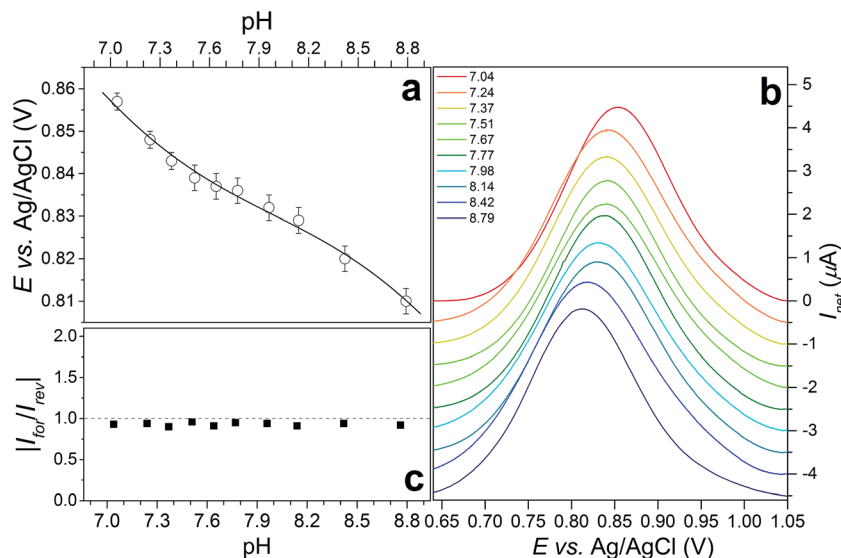 pH
7.0 7.3 7.6 7.9 8.2 8.5 8.8
E vs. Ag/AgCl (V)
0.86
0.85
0.84
0.83
0.82
0.81
a
|I_for/I_rev|
2.0
1.5
1.0
0.5
0.0
c
7.0 7.3 7.6 7.9 8.2 8.5 8.8
pH
b
7.04
7.24
7.37
7.51
7.67
7.77
7.98
8.14
8.42
8.79
5
4
3
2
1
0
-1
-2
-3
-4
I_net (μA)
0.65 0.70 0.75 0.80 0.85 0.90 0.95 1.00 1.05
E vs. Ag/AgCl (V)